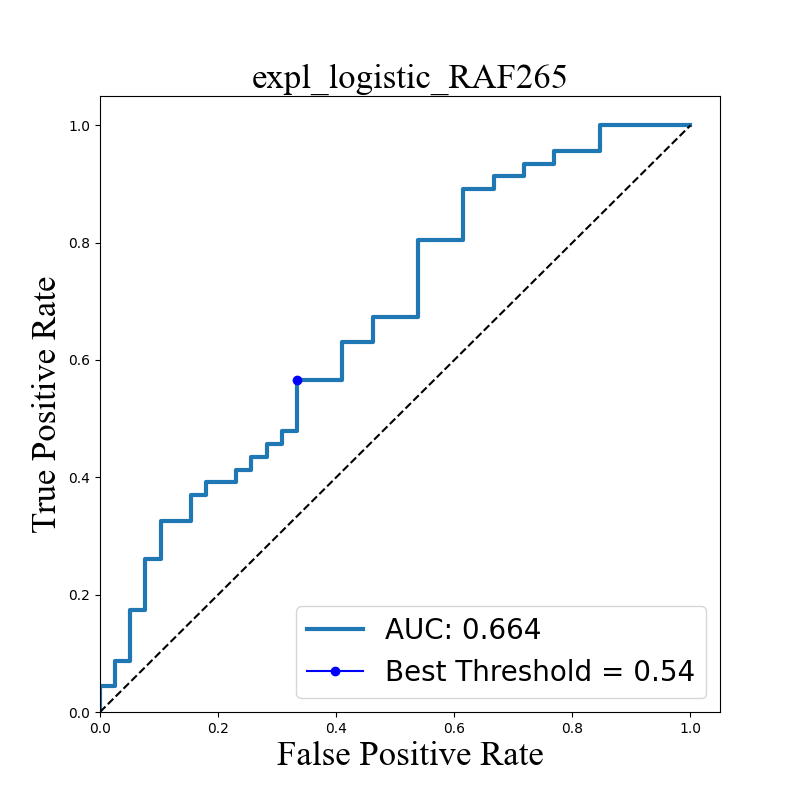 expl_logistic_RAF265
True Positive Rate
1.0
0.8
0.6
0.4
0.2
0.0
AUC: 0.664
Best Threshold = 0.54
0.0 0.2 0.4 0.6 0.8 1.0
False Positive Rate